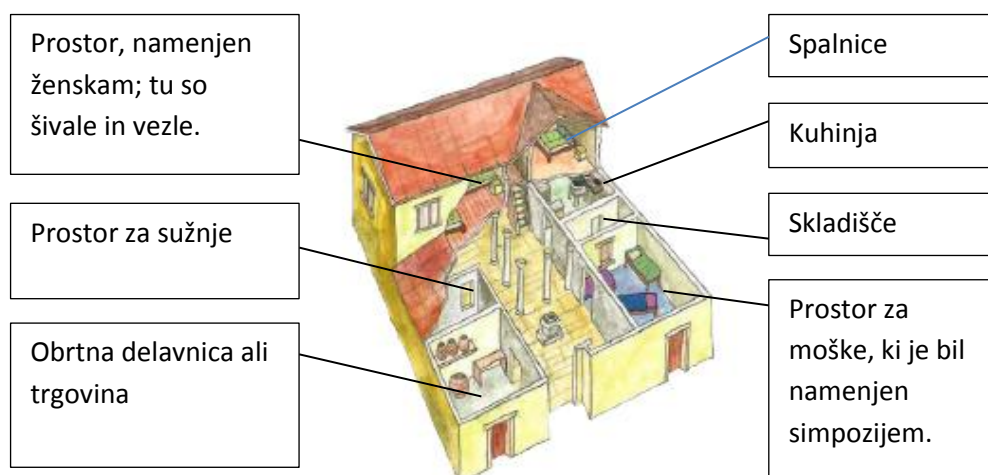 Prostor, namenjen
ženskam; tu so
šivale in vezle.
Prostor za sužnje
Obrtna delavnica ali
trgovina
Spalnice
Kuhinja
Skladišče
Prostor za
moške, ki je bil
namenjen
simpozijem.